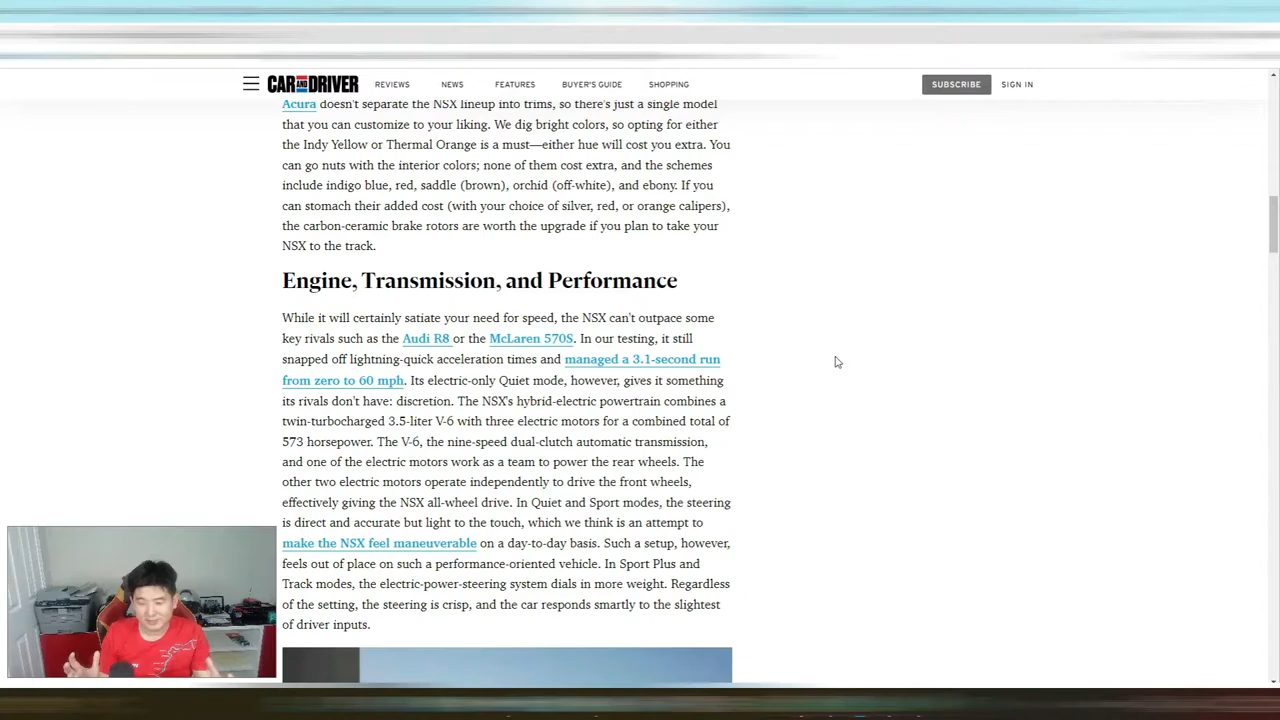 CAR AND DRIVER REVIEWS NEWS FEATURES BUYER'S GUIDE SHOPPING SUBSCRIBE SIGN IN
Acura doesn't separate the NSX lineup into trims, so there's just a single model
that you can customize to your liking. We dig bright colors, so opting for either
the Indy Yellow or Thermal Orange is a must—either hue will cost you extra. You
can go nuts with the interior colors; none of them cost extra, and the schemes
include indigo blue, red, saddle (brown), orchid (off-white), and ebony. If you
can stomach their added cost (with your choice of silver, red, or orange calipers),
the carbon-ceramic brake rotors are worth the upgrade if you plan to take your
NSX to the track.
Engine, Transmission, and Performance
While it will certainly satiate your need for speed, the NSX can't outpace some
key rivals such as the Audi R8 or the McLaren 570S. In our testing, it still
snapped off lightning-quick acceleration times and managed a 3.1-second run
from zero to 60 mph. Its electric-only Quiet mode, however, gives it something
its rivals don't have: discretion. The NSX's hybrid-electric powertrain combines a
twin-turbocharged 3.5-liter V-6 with three electric motors for a combined total of
573 horsepower. The V-6, the nine-speed dual-clutch automatic transmission,
and one of the electric motors work as a team to power the rear wheels. The
other two electric motors operate independently to drive the front wheels,
effectively giving the NSX all-wheel drive. In Quiet and Sport modes, the steering
is direct and accurate but light to the touch, which we think is an attempt to
make the NSX feel maneuverable on a day-to-day basis. Such a setup, however,
feels out of place on such a performance-oriented vehicle. In Sport Plus and
Track modes, the electric-power-steering system dials in more weight. Regardless
of the setting, the steering is crisp, and the car responds smartly to the slightest
of driver inputs.